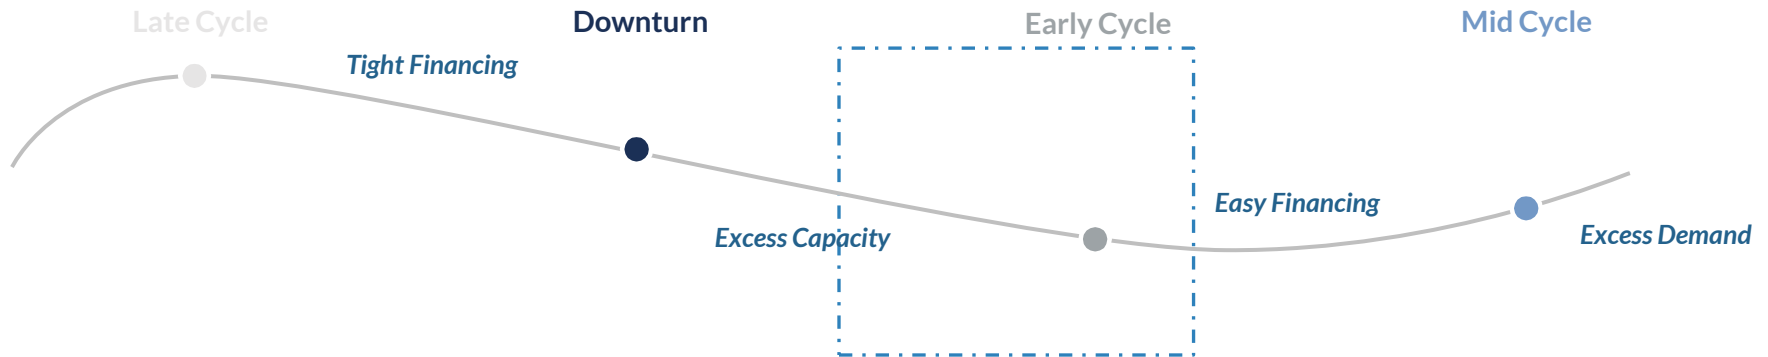 Late Cycle
Downturn
Early Cycle
Mid Cycle
Tight Financing
Excess Capacity
Easy Financing
Excess Demand